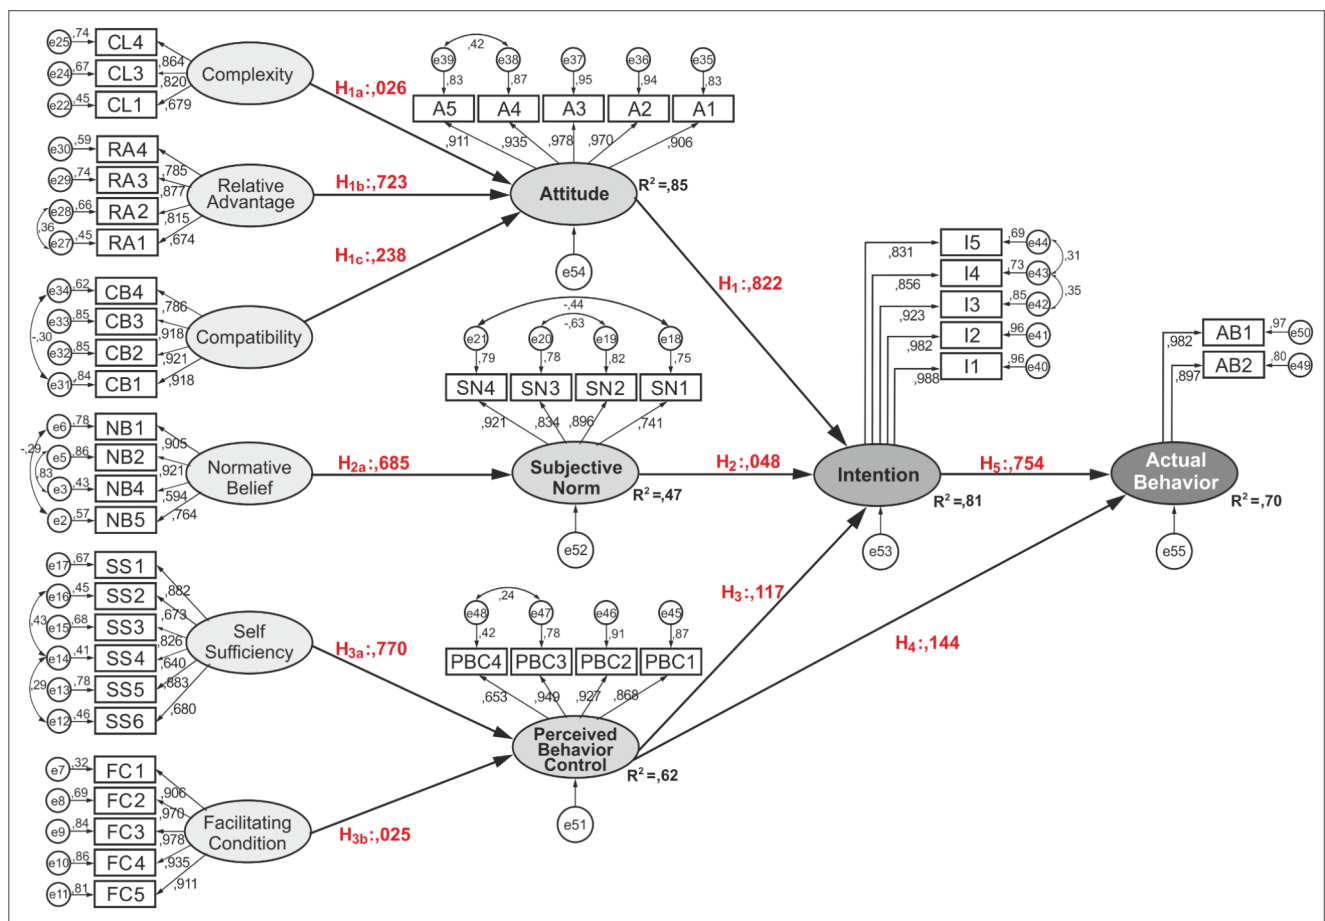 e25 ,74 CL4
,864
e24 ,67 CL3
,820
e22 ,45 CL1
,679
Complexity
H1a:,026
e30 ,59 RA4
,785
e29 ,74 RA3
,877
e28 ,66 RA2
,815
e27 ,45 RA1
,674
,36
Relative
Advantage
H1b:,723
e34 ,62 CB4
,786
e33 ,85 CB3
,918
e32 ,85 CB2
,921
e31 ,84 CB1
,918
-,30
Compatibility
H1c:,238
,42
e39 e38 e37 e36 e35
,83 ,87 ,95 ,94 ,83
A5 A4 A3 A2 A1
,911 ,935 ,978 ,970 ,906
Attitude
R²=,85
e54
H1:,822
e6 ,78 NB1
,905
e5 ,86 NB2
,921
e3 ,43 NB4
,594
e2 ,57 NB5
,764
-,29
,83
Normative
Belief
H2a:,685
-,44
-,63
e21 e20 e19 e18
,79 ,78 ,82 ,75
SN4 SN3 SN2 SN1
,921 ,834 ,896 ,741
Subjective
Norm
R²=,47
e52
H2:,048
e17 ,67 SS1
,882
e16 ,45 SS2
,673
e15 ,68 SS3
,826
e14 ,41 SS4
,640
e13 ,78 SS5
,883
e12 ,46 SS6
,680
,43
,29
Self
Sufficiency
H3a:,770
e7 ,32 FC1
,906
e8 ,69 FC2
,970
e9 ,84 FC3
,978
e10 ,86 FC4
,935
e11 ,81 FC5
,911
Facilitating
Condition
H3b:,025
,24
e48 e47 e46 e45
,42 ,78 ,91 ,87
PBC4 PBC3 PBC2 PBC1
,653 ,949 ,927 ,868
Perceived
Behavior
Control
R²=,62
e51
H3:,117
H4:,144
,831 I5 ,69 e44
,31
,856 I4 ,73 e43
,35
,923 I3 ,85 e42
,982 I2 ,96 e41
,988 I1 ,96 e40
Intention
R²=,81
e53
H5:,754
,982 AB1 ,97 e50
,897 AB2 ,80 e49
Actual
Behavior
R²=,70
e55